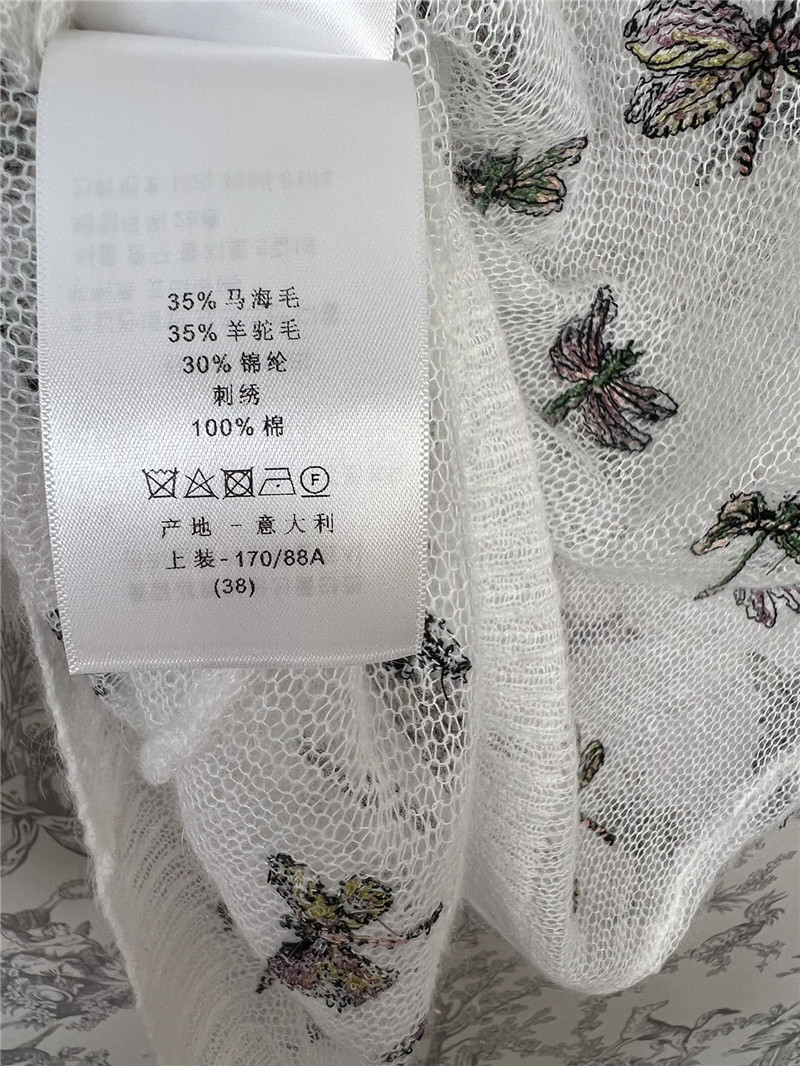 35% 马海毛
35% 羊驼毛
30% 锦纶
刺绣
100% 棉
F
产地 - 意大利
上装-170/88A
(38)